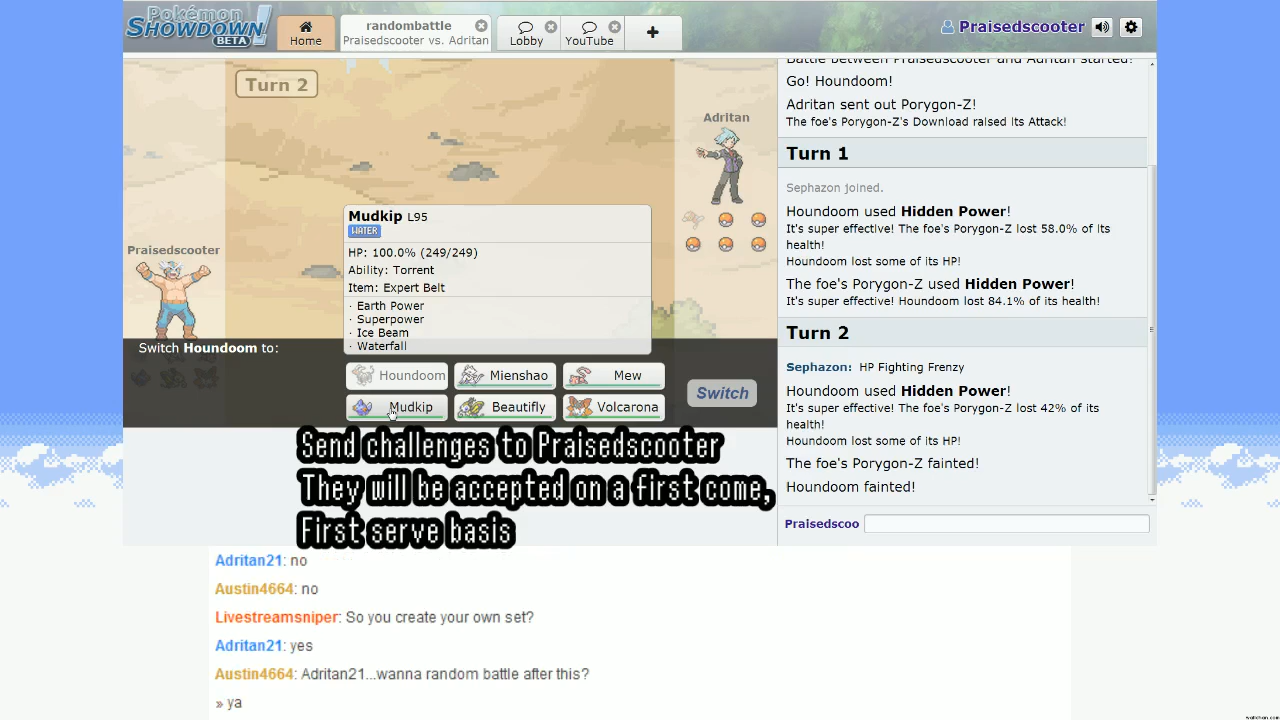 Pokémon
SHOWDOWN!
BETA
Home
randombattle
Praisedscooter vs. Adritan
Lobby
YouTube
+
Praisedscooter
Turn 2
Adritan
Praisedscooter
Mudkip L95
WATER
HP: 100.0% (249/249)
Ability: Torrent
Item: Expert Belt
· Earth Power
· Superpower
· Ice Beam
· Waterfall
Switch Houndoom to:
Houndoom
Mienshao
Mew
Mudkip
Beautifly
Volcarona
Switch
Battle between Praisedscooter and Adritan started!
Go! Houndoom!
Adritan sent out Porygon-Z!
The foe's Porygon-Z's Download raised its Attack!
Turn 1
Sephazon joined.
Houndoom used Hidden Power!
It's super effective! The foe's Porygon-Z lost 58.0% of its
health!
Houndoom lost some of its HP!
The foe's Porygon-Z used Hidden Power!
It's super effective! Houndoom lost 84.1% of its health!
Turn 2
Sephazon: HP Fighting Frenzy
Houndoom used Hidden Power!
It's super effective! The foe's Porygon-Z lost 42% of its
health!
Houndoom lost some of its HP!
The foe's Porygon-Z fainted!
Houndoom fainted!
Praisedscoo
Send challenges to Praisedscooter
They will be accepted on a first come,
First serve basis
Adritan21: no
Austin4664: no
Livestreamsniper: So you create your own set?
Adritan21: yes
Austin4664: Adritan21...wanna random battle after this?
» ya